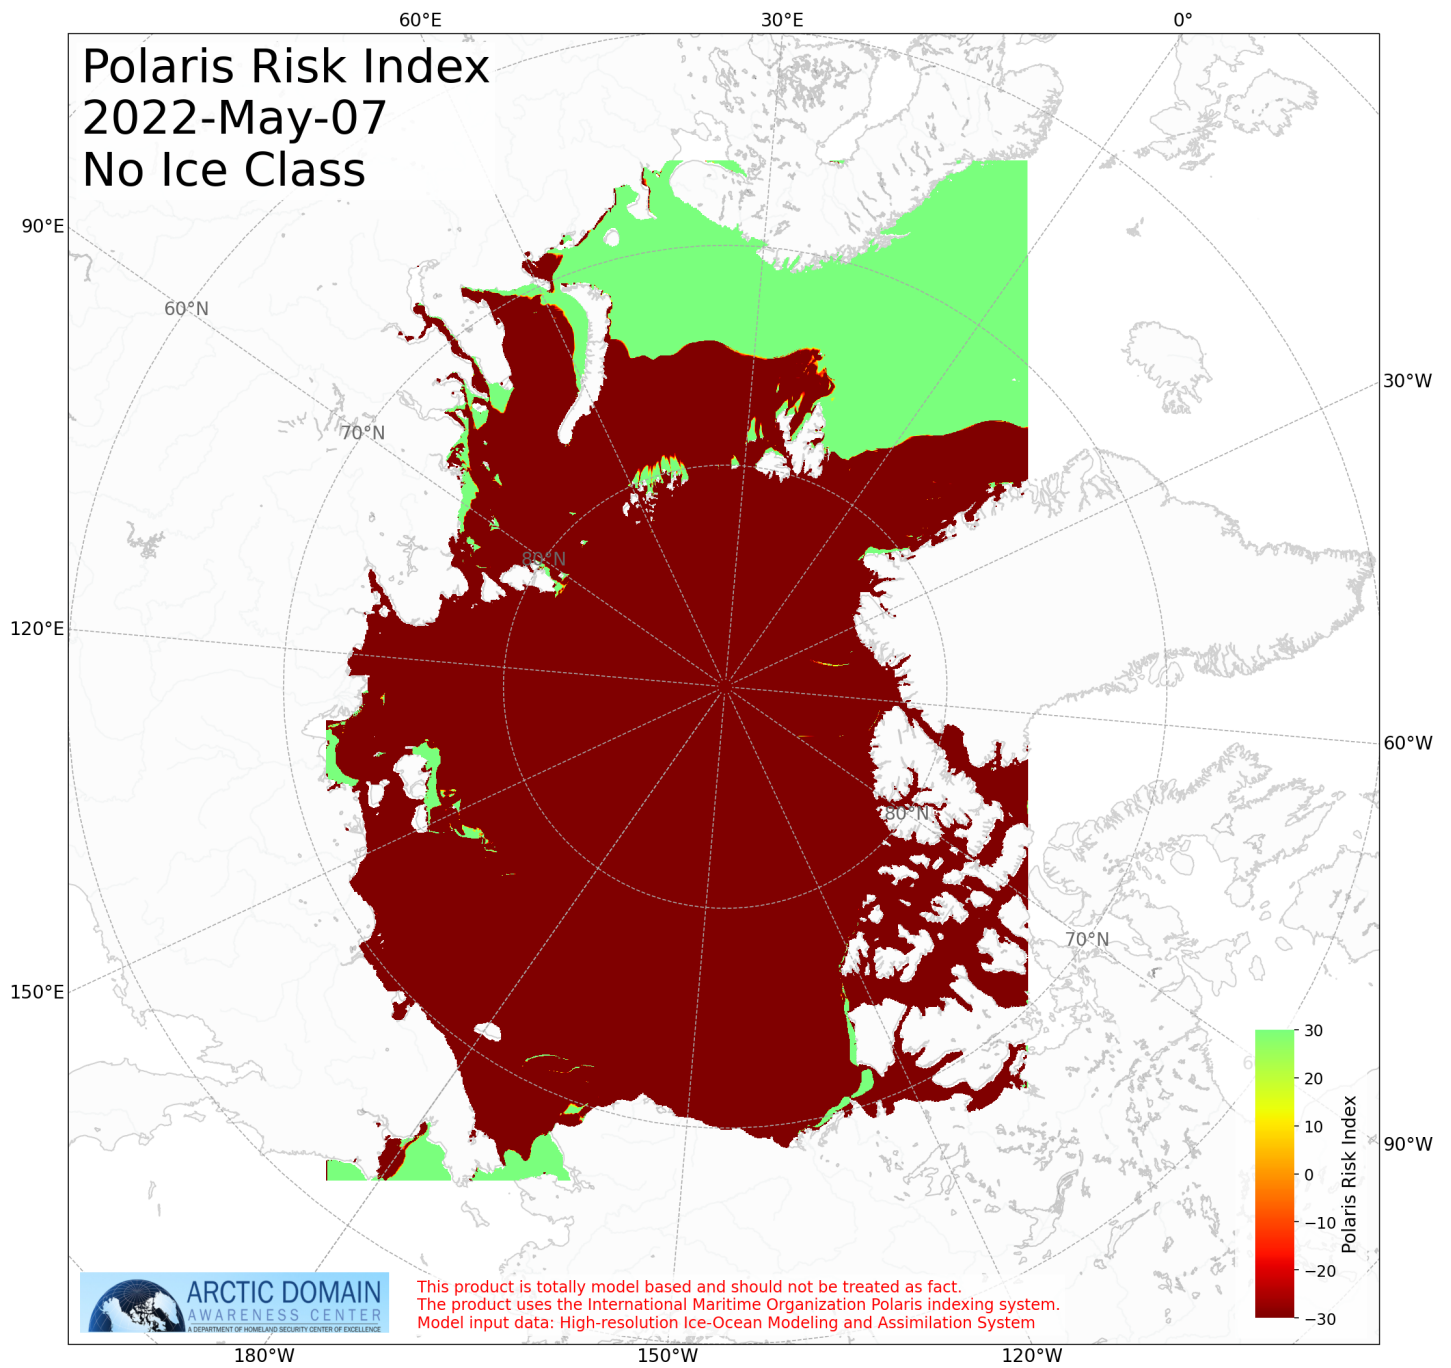 60°E 30°E 0°
Polaris Risk Index
2022-May-07
No Ice Class
90°E
60°N
30°W
70°N
80°N
120°E
60°W
80°N
70°N
150°E
30
20
10
0
−10
−20
−30
Polaris Risk Index
90°W
ARCTIC DOMAIN
AWARENESS CENTER
A DEPARTMENT OF HOMELAND SECURITY CENTER OF EXCELLENCE
This product is totally model based and should not be treated as fact.
The product uses the International Maritime Organization Polaris indexing system.
Model input data: High-resolution Ice-Ocean Modeling and Assimilation System
180°W 150°W 120°W